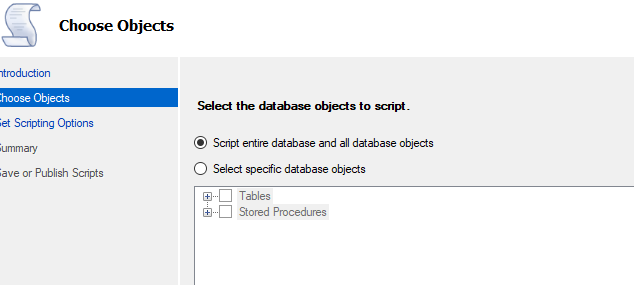 Choose Objects
ntroduction
Choose Objects
Set Scripting Options
Summary
Save or Publish Scripts
Select the database objects to script.
Script entire database and all database objects
Select specific database objects
Tables
Stored Procedures